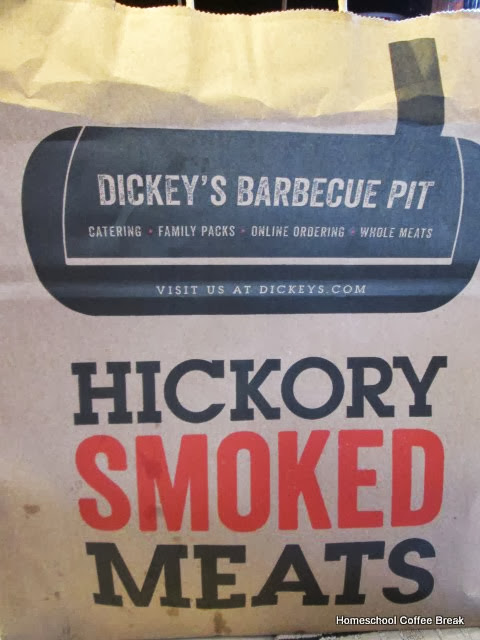 DICKEY'S BARBECUE PIT
CATERING • FAMILY PACKS • ONLINE ORDERING • WHOLE MEATS
VISIT US AT DICKEYS.COM
HICKORY
SMOKED
MEATS
Homeschool Coffee Break